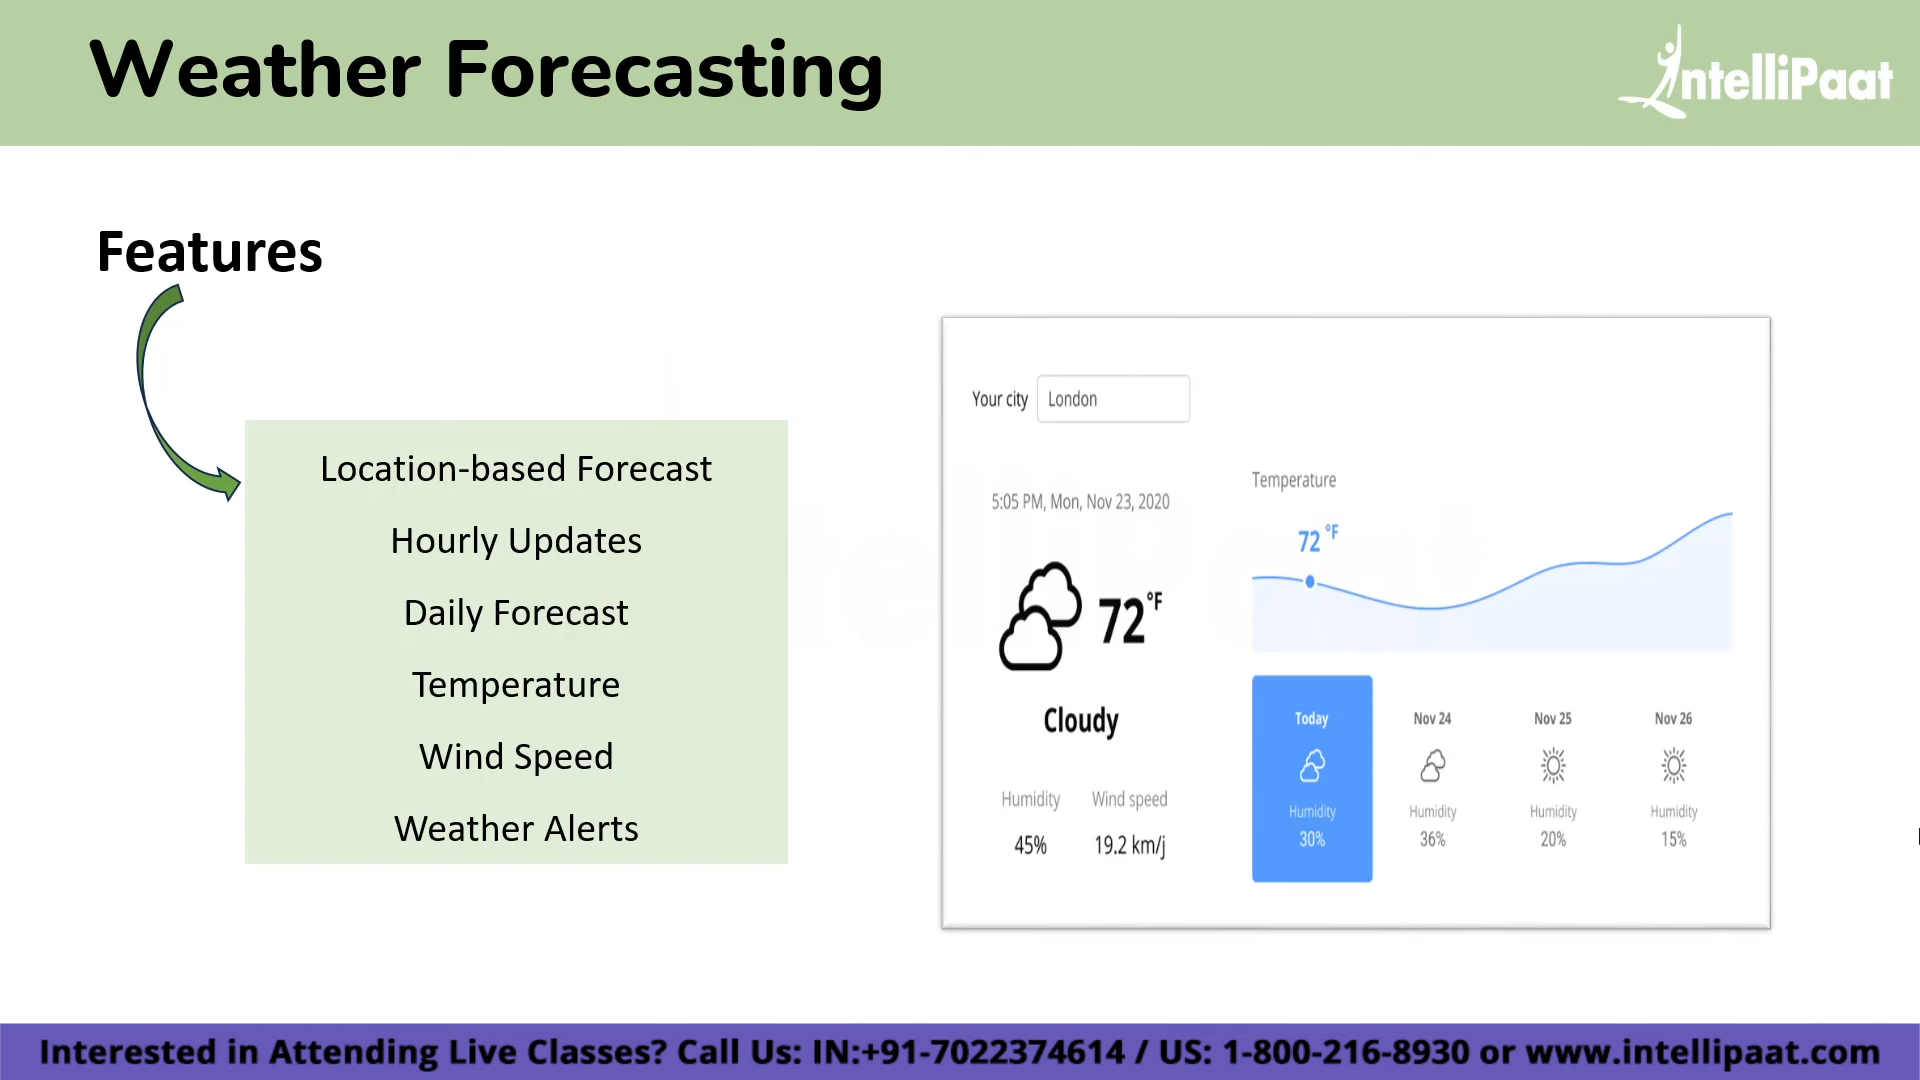 Weather Forecasting
IntelliPaat
Features
Location-based Forecast
Hourly Updates
Daily Forecast
Temperature
Wind Speed
Weather Alerts
Your city London
5:05 PM, Mon, Nov 23, 2020
72 °F
Cloudy
Humidity Wind speed
45% 19.2 km/j
Temperature
72 °F
Today Nov 24 Nov 25 Nov 26
Humidity Humidity Humidity Humidity
30% 36% 20% 15%
Interested in Attending Live Classes? Call Us: IN:+91-7022374614 / US: 1-800-216-8930 or www.intellipaat.com